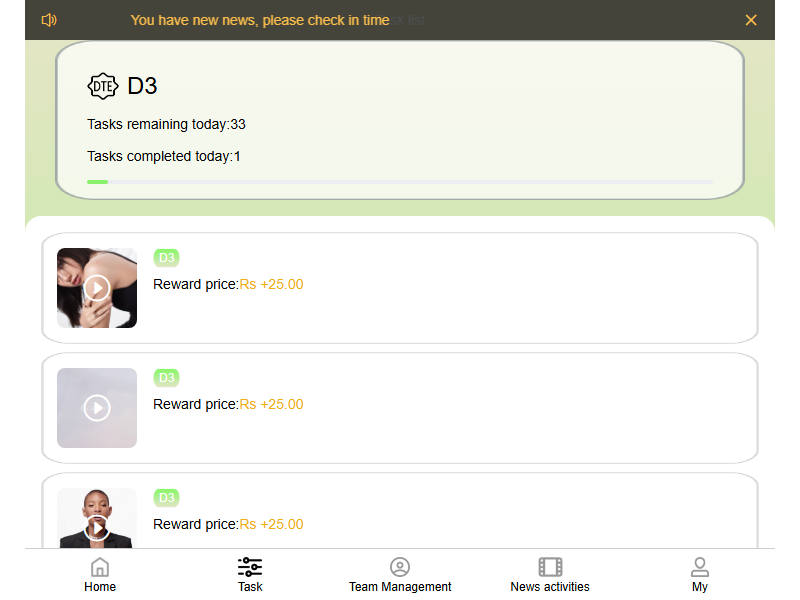 You have new news, please check in time
DTE D3
Tasks remaining today:33
Tasks completed today:1
D3
Reward price:Rs +25.00
D3
Reward price:Rs +25.00
D3
Reward price:Rs +25.00
Home Task Team Management News activities My